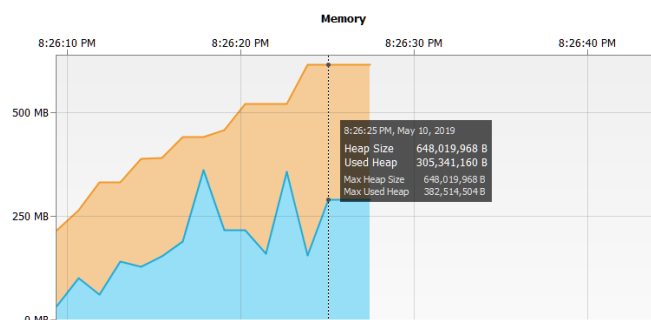 Memory
8:26:10 PM 8:26:20 PM 8:26:30 PM 8:26:40 PM
500 MB
8:26:25 PM, May 10, 2019
Heap Size 648,019,968 B
Used Heap 305,341,160 B
Max Heap Size 648,019,968 B
Max Used Heap 382,514,504 B
250 MB
0 MB